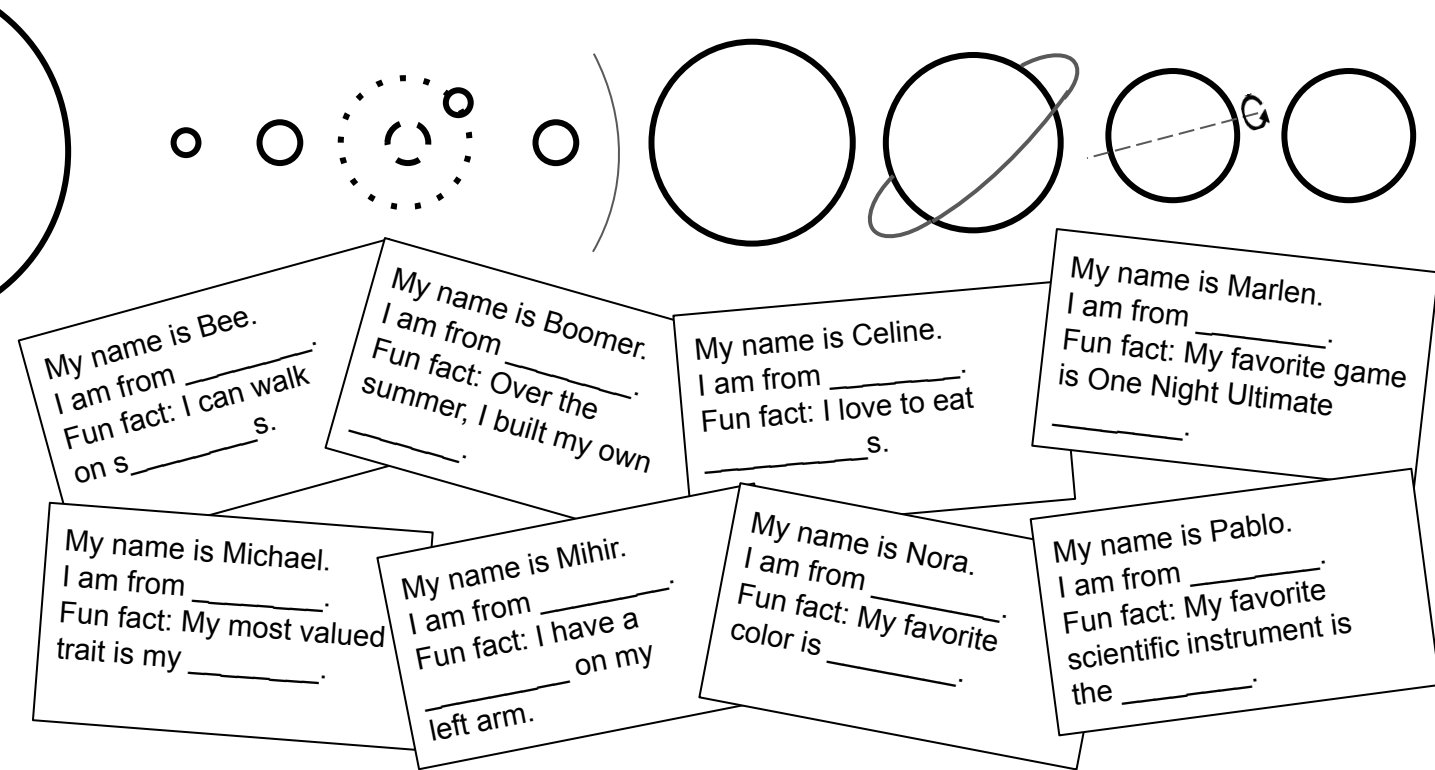 My name is Bee.
I am from ________.
Fun fact: I can walk
on s________s.
My name is Boomer.
I am from ________.
Fun fact: Over the
summer, I built my own
_______.
My name is Celine.
I am from ________.
Fun fact: I love to eat
__________s.
My name is Marlen.
I am from ________.
Fun fact: My favorite game
is One Night Ultimate
________.
My name is Michael.
I am from ________.
Fun fact: My most valued
trait is my ________.
My name is Mihir.
I am from ________.
Fun fact: I have a
_________ on my
left arm.
My name is Nora.
I am from ________.
Fun fact: My favorite
color is ________.
My name is Pablo.
I am from ________.
Fun fact: My favorite
scientific instrument is
the ________.